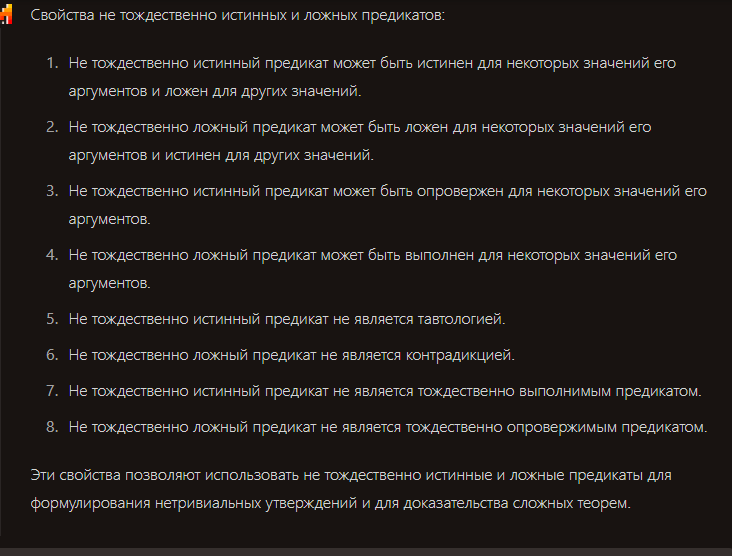 Свойства не тождественно истинных и ложных предикатов:
1. Не тождественно истинный предикат может быть истинен для некоторых значений его
аргументов и ложен для других значений.
2. Не тождественно ложный предикат может быть ложен для некоторых значений его
аргументов и истинен для других значений.
3. Не тождественно истинный предикат может быть опровержен для некоторых значений его
аргументов.
4. Не тождественно ложный предикат может быть выполнен для некоторых значений его
аргументов.
5. Не тождественно истинный предикат не является тавтологией.
6. Не тождественно ложный предикат не является контрадикцией.
7. Не тождественно истинный предикат не является тождественно выполнимым предикатом.
8. Не тождественно ложный предикат не является тождественно опровержимым предикатом.
Эти свойства позволяют использовать не тождественно истинные и ложные предикаты для
формулирования нетривиальных утверждений и для доказательства сложных теорем.